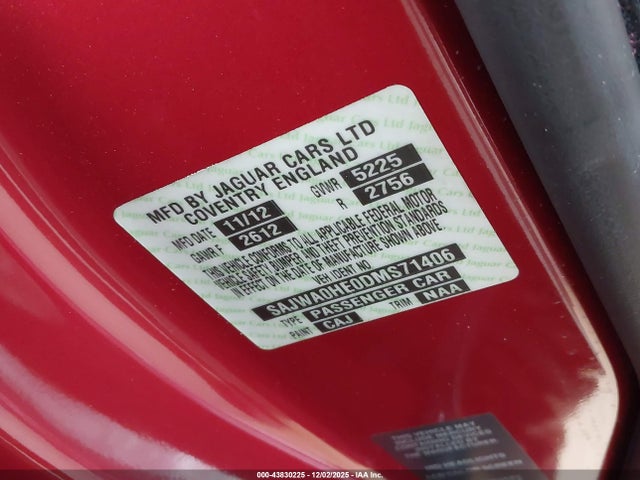 MFD BY JAGUAR CARS LTD
COVENTRY ENGLAND
MFD DATE 11/12 GVWR 5225
GAWR F 2612 R 2756
THIS VEHICLE CONFORMS TO ALL APPLICABLE FEDERAL MOTOR
VEHICLE SAFETY, BUMPER, AND THEFT PREVENTION STANDARDS
IN EFFECT ON THE DATE OF MANUFACTURE SHOWN ABOVE.
VEH IDENT NO
SAJWA0HE0DMS71406
TYPE PASSENGER CAR
PAINT CAJ TRIM NAA
000-43830225 - 12/02/2025 - IAAI.COM